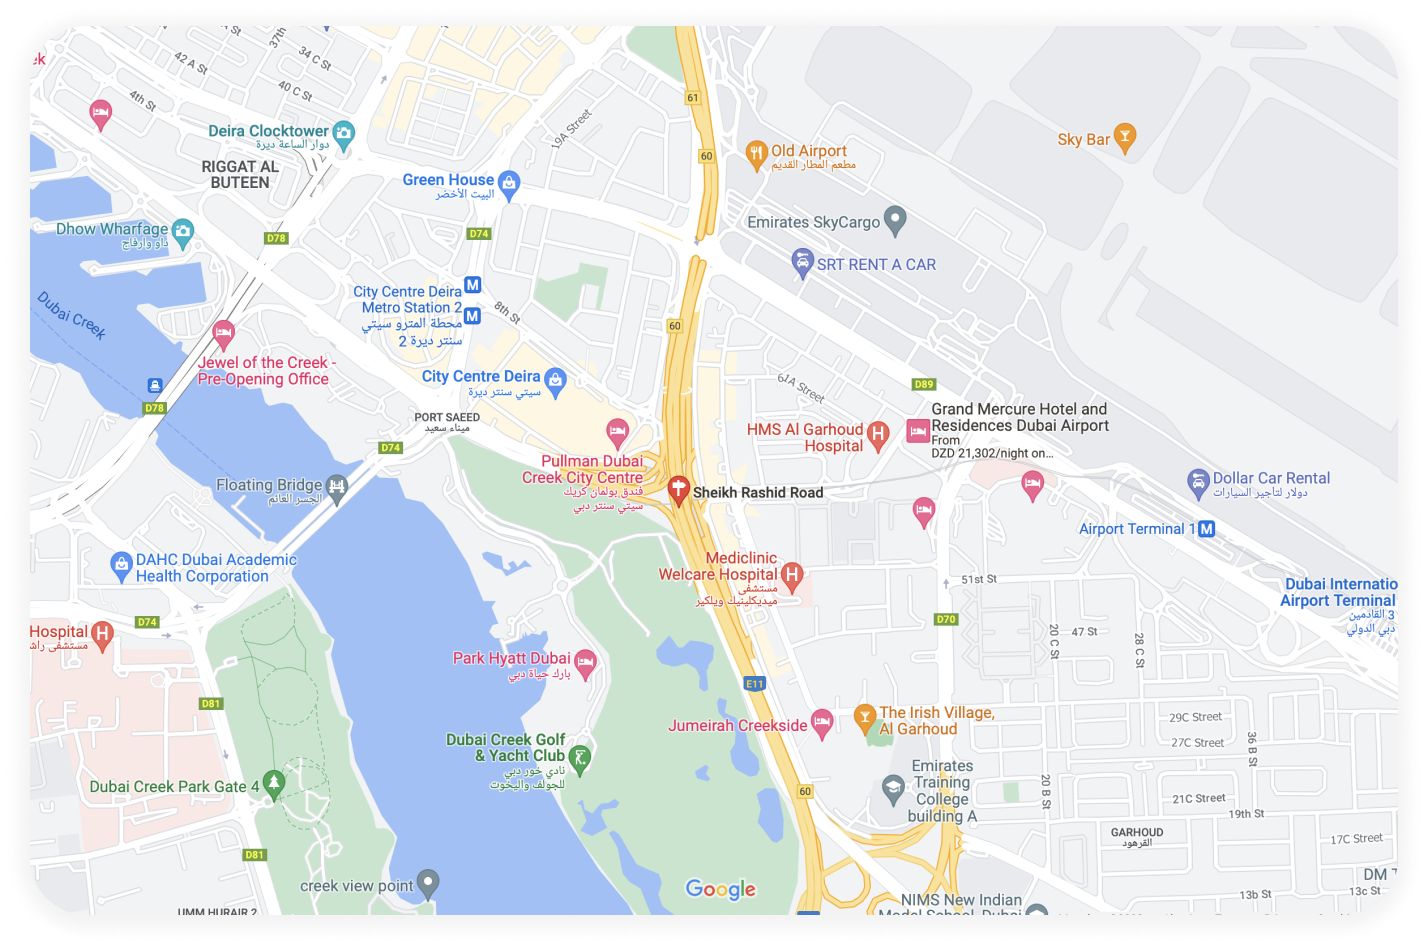 ek
42 A St
37th
34 C St
40 C St
4th St
Deira Clocktower
دوار الساعة ديرة
RIGGAT AL
BUTEEN
19A Street
61
60
Old Airport
مطعم المطار القديم
Sky Bar
Green House
البيت الأخضر
Emirates SkyCargo
Dhow Wharfage
داو وارفاج
D78
D74
SRT RENT A CAR
Dubai Creek
City Centre Deira
Metro Station 2
محطة المترو سيتي
سنتر ديرة 2
M
M
8th St
60
Jewel of the Creek -
Pre-Opening Office
City Centre Deira
سيتي سنتر ديرة
61A Street
D89
D78
PORT SAEED
ميناء سعيد
Grand Mercure Hotel and
Residences Dubai Airport
From
DZD 21,302/night on...
HMS Al Garhoud
Hospital
H
D74
Pullman Dubai
Creek City Centre
فندق بولمان كريك
سيتي سنتر دبي
Sheikh Rashid Road
Floating Bridge
الجسر العائم
Dollar Car Rental
دولار لتاجير السيارات
Airport Terminal 1
M
DAHC Dubai Academic
Health Corporation
Mediclinic
Welcare Hospital
مستشفى
ميديكلينيك ويلكير
H
51st St
Dubai Internatio
Airport Terminal
3 القادمين
دبي الدولي
D74
D70
Hospital
مستشفى راش
H
20 C St
47 St
28 C St
Park Hyatt Dubai
بارك حياة دبي
E11
D81
Jumeirah Creekside
The Irish Village,
Al Garhoud
29C Street
27C Street
36 B St
Dubai Creek Golf
& Yacht Club
نادي خور دبي
للجولف واليخوت
Dubai Creek Park Gate 4
60
Emirates
Training
College
building A
20 B St
21C Street
19th St
GARHOUD
القرهود
17C Street
D81
creek view point
Google
DM T
13b St
13c St
NIMS New Indian
Model School, Dubai
UMM HURAIR 2